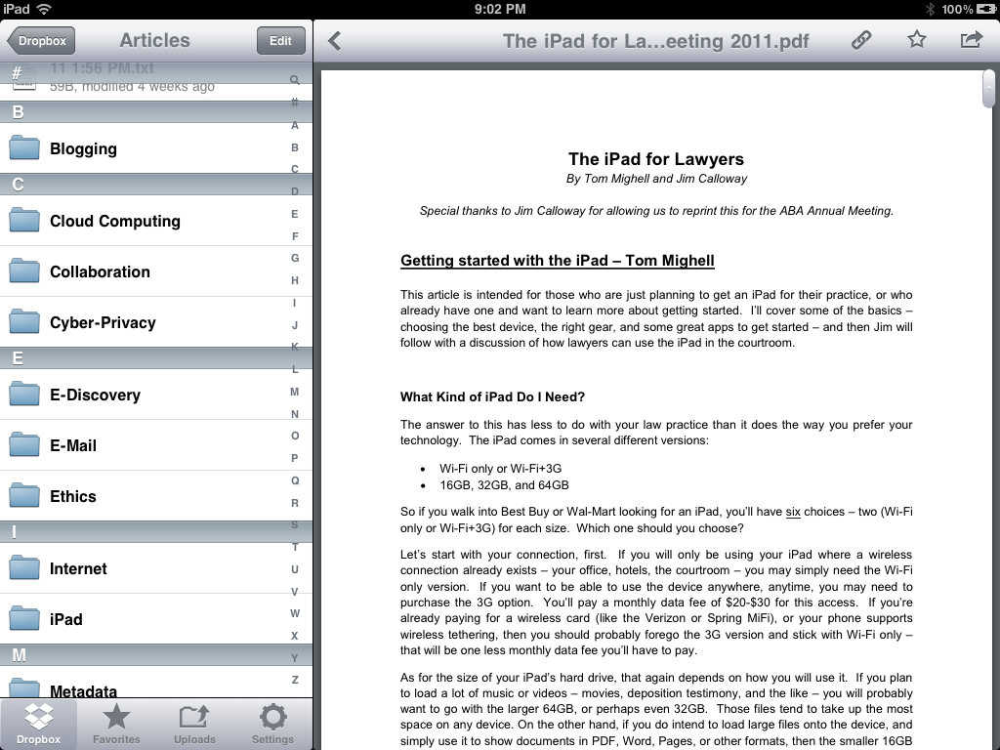 iPad
9:02 PM
100%
Dropbox
Articles
Edit
11 1:56 PM.txt
#
59B, modified 4 weeks ago
B
Blogging
C
Cloud Computing
Collaboration
Cyber-Privacy
E
E-Discovery
E-Mail
Ethics
I
Internet
iPad
M
Metadata
#
A
B
C
D
E
F
G
H
I
J
K
L
M
N
O
P
Q
R
S
T
U
V
W
X
Y
Z
Dropbox
Favorites
Uploads
Settings
The iPad for La...eeting 2011.pdf
The iPad for Lawyers
By Tom Mighell and Jim Calloway
Special thanks to Jim Calloway for allowing us to reprint this for the ABA Annual Meeting.
Getting started with the iPad – Tom Mighell
This article is intended for those who are just planning to get an iPad for their practice, or who
already have one and want to learn more about getting started. I'll cover some of the basics –
choosing the best device, the right gear, and some great apps to get started – and then Jim will
follow with a discussion of how lawyers can use the iPad in the courtroom.
What Kind of iPad Do I Need?
The answer to this has less to do with your law practice than it does the way you prefer your
technology. The iPad comes in several different versions:
• Wi-Fi only or Wi-Fi+3G
• 16GB, 32GB, and 64GB
So if you walk into Best Buy or Wal-Mart looking for an iPad, you'll have six choices – two (Wi-Fi
only or Wi-Fi+3G) for each size. Which one should you choose?
Let's start with your connection, first. If you will only be using your iPad where a wireless
connection already exists – your office, hotels, the courtroom – you may simply need the Wi-Fi
only version. If you want to be able to use the device anywhere, anytime, you may need to
purchase the 3G option. You'll pay a monthly data fee of $20-$30 for this access. If you're
already paying for a wireless card (like the Verizon or Spring MiFi), or your phone supports
wireless tethering, then you should probably forego the 3G version and stick with Wi-Fi only –
that will be one less monthly data fee you'll have to pay.
As for the size of your iPad's hard drive, that again depends on how you will use it. If you plan
to load a lot of music or videos – movies, deposition testimony, and the like – you will probably
want to go with the larger 64GB, or perhaps even 32GB. Those files tend to take up the most
space on any device. On the other hand, if you do intend to load large files onto the device, and
simply use it to show documents in PDF, Word, Pages, or other formats, then the smaller 16GB